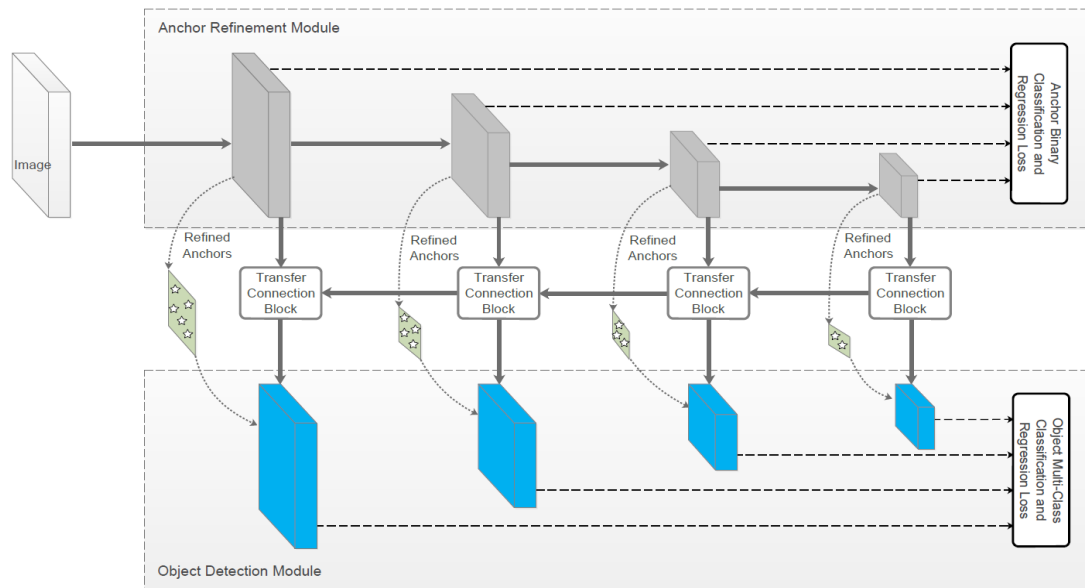 Anchor Refinement Module
Image
Anchor Binary
Classification and
Regression Loss
Refined
Anchors
Refined
Anchors
Refined
Anchors
Refined
Anchors
Transfer
Connection
Block
Transfer
Connection
Block
Transfer
Connection
Block
Transfer
Connection
Block
Object Multi-Class
Classification and
Regression Loss
Object Detection Module